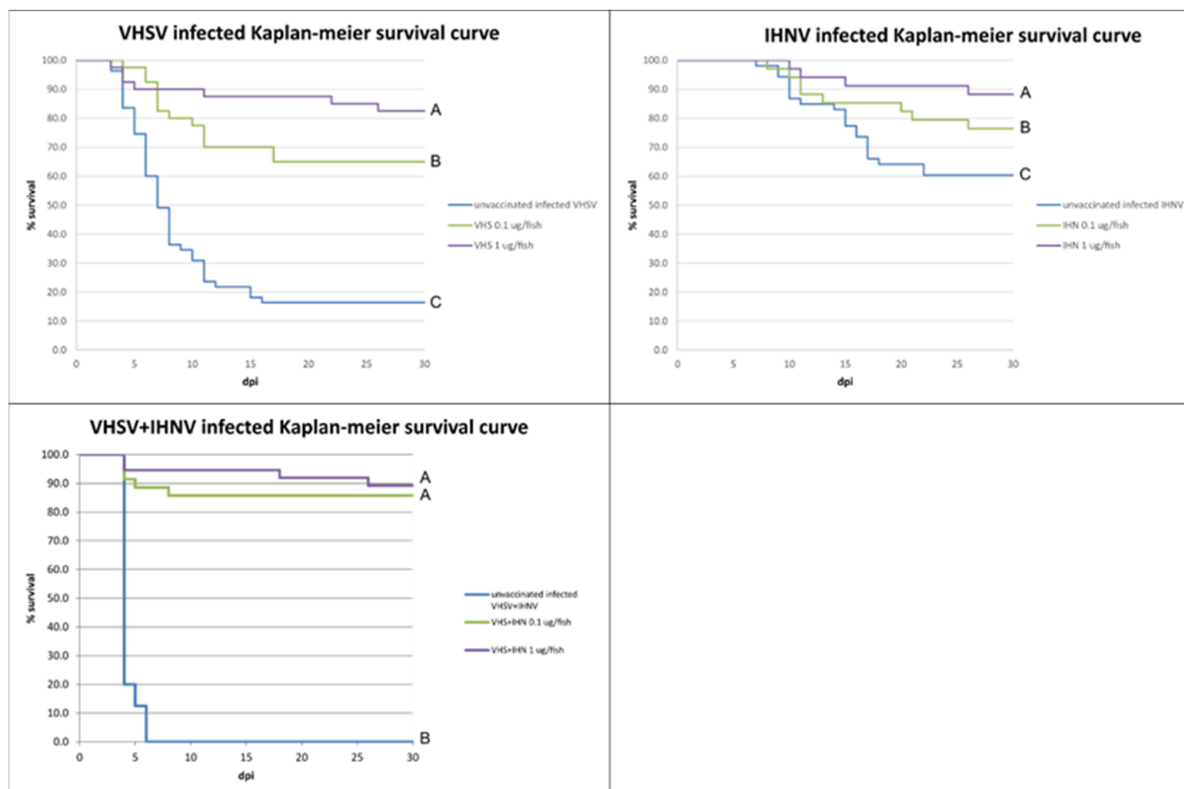 VHSV infected Kaplan-meier survival curve
100.0
90.0
80.0
70.0
60.0
50.0
40.0
30.0
20.0
10.0
0.0
% survival
0 5 10 15 20 25 30
dpi
A
B
C
unvaccinated infected VHSV
VHS 0.1 ug/fish
VHS 1 ug/fish
IHNV infected Kaplan-meier survival curve
100.0
90.0
80.0
70.0
60.0
50.0
40.0
30.0
20.0
10.0
0.0
% survival
0 5 10 15 20 25 30
dpi
A
B
C
unvaccinated infected IHNV
IHN 0.1 ug/fish
IHN 1 ug/fish
VHSV+IHNV infected Kaplan-meier survival curve
100.0
90.0
80.0
70.0
60.0
50.0
40.0
30.0
20.0
10.0
0.0
% survival
0 5 10 15 20 25 30
dpi
A
A
B
unvaccinated infected
VHSV+IHNV
VHS+IHN 0.1 ug/fish
VHS+IHN 1 ug/fish